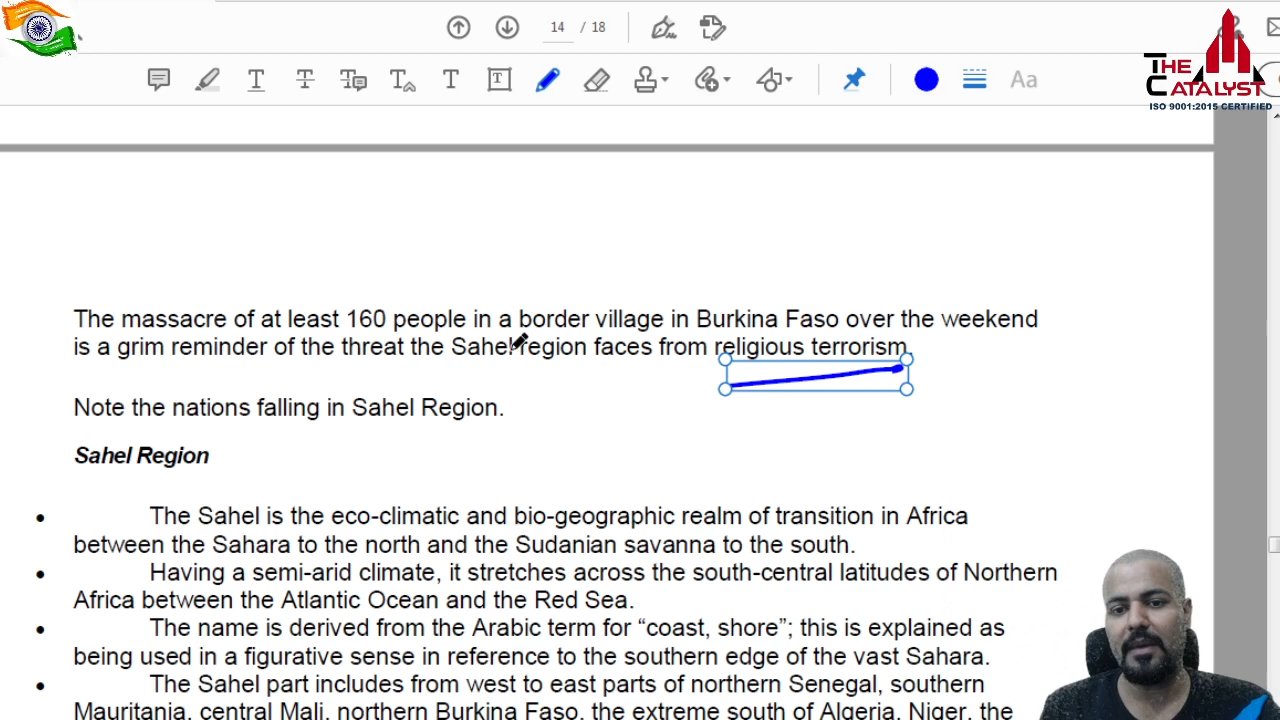 14 / 18
T T T T T Aa
THE CATALYST
ISO 9001:2015 CERTIFIED
The massacre of at least 160 people in a border village in Burkina Faso over the weekend
is a grim reminder of the threat the Sahel region faces from religious terrorism.
Note the nations falling in Sahel Region.
Sahel Region
• The Sahel is the eco-climatic and bio-geographic realm of transition in Africa
between the Sahara to the north and the Sudanian savanna to the south.
• Having a semi-arid climate, it stretches across the south-central latitudes of Northern
Africa between the Atlantic Ocean and the Red Sea.
• The name is derived from the Arabic term for “coast, shore”; this is explained as
being used in a figurative sense in reference to the southern edge of the vast Sahara.
• The Sahel part includes from west to east parts of northern Senegal, southern
Mauritania, central Mali, northern Burkina Faso, the extreme south of Algeria, Niger, the